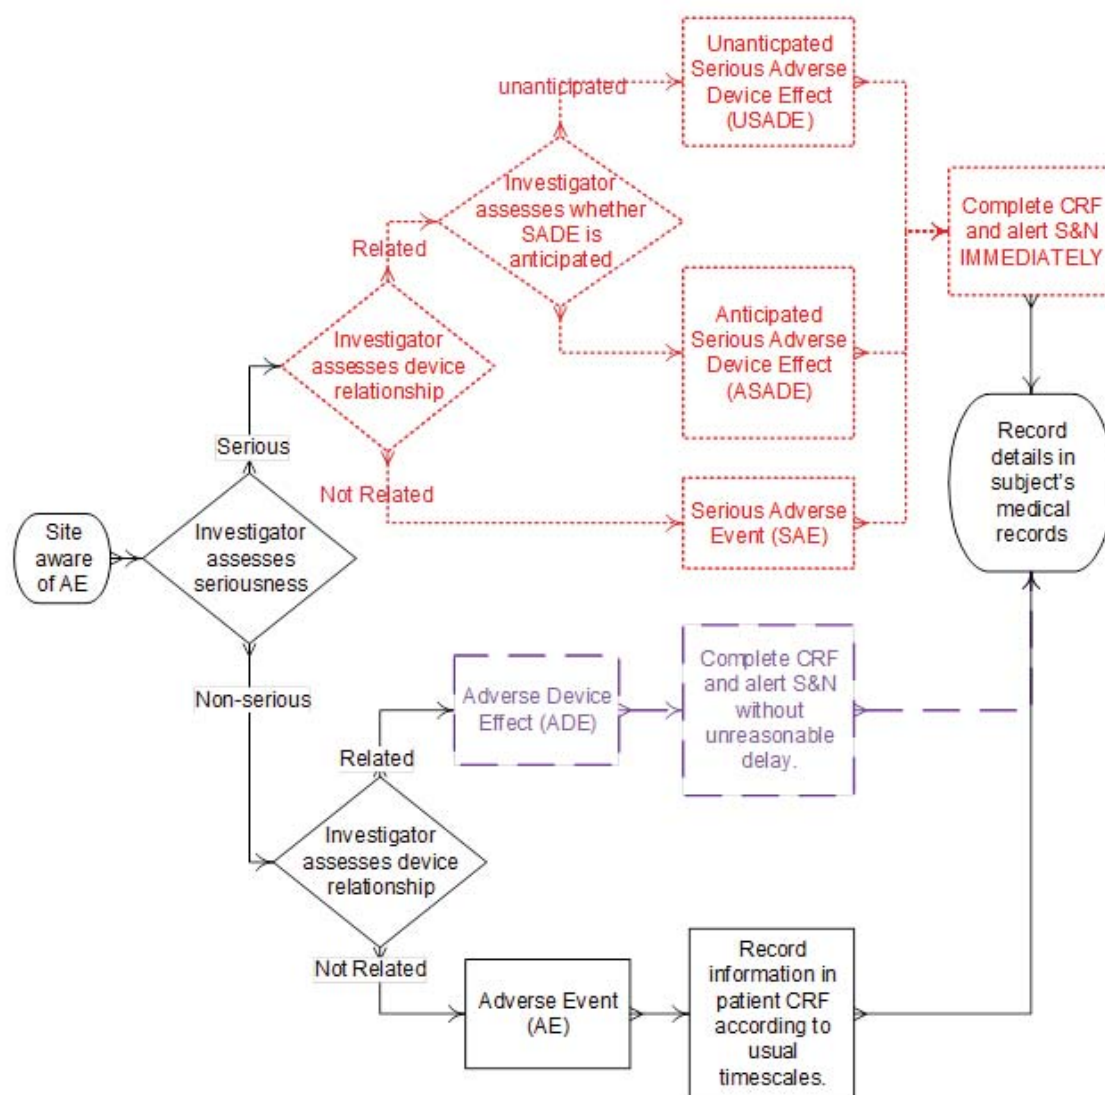 Unanticpated
Serious Adverse
Device Effect
(USADE)
unanticipated
Investigator
assesses whether
SADE is
anticipated
Complete CRF
and alert S&N
IMMEDIATELY
Related
Anticipated
Serious Adverse
Device Effect
(ASADE)
Investigator
assesses device
relationship
Serious
Not Related
Serious Adverse
Event (SAE)
Record
details in
subject's
medical
records
Site
aware
of AE
Investigator
assesses
seriousness
Non-serious
Adverse Device
Effect (ADE)
Complete CRF
and alert S&N
without
unreasonable
delay.
Related
Investigator
assesses device
relationship
Not Related
Adverse Event
(AE)
Record
information in
patient CRF
according to
usual
timescales.